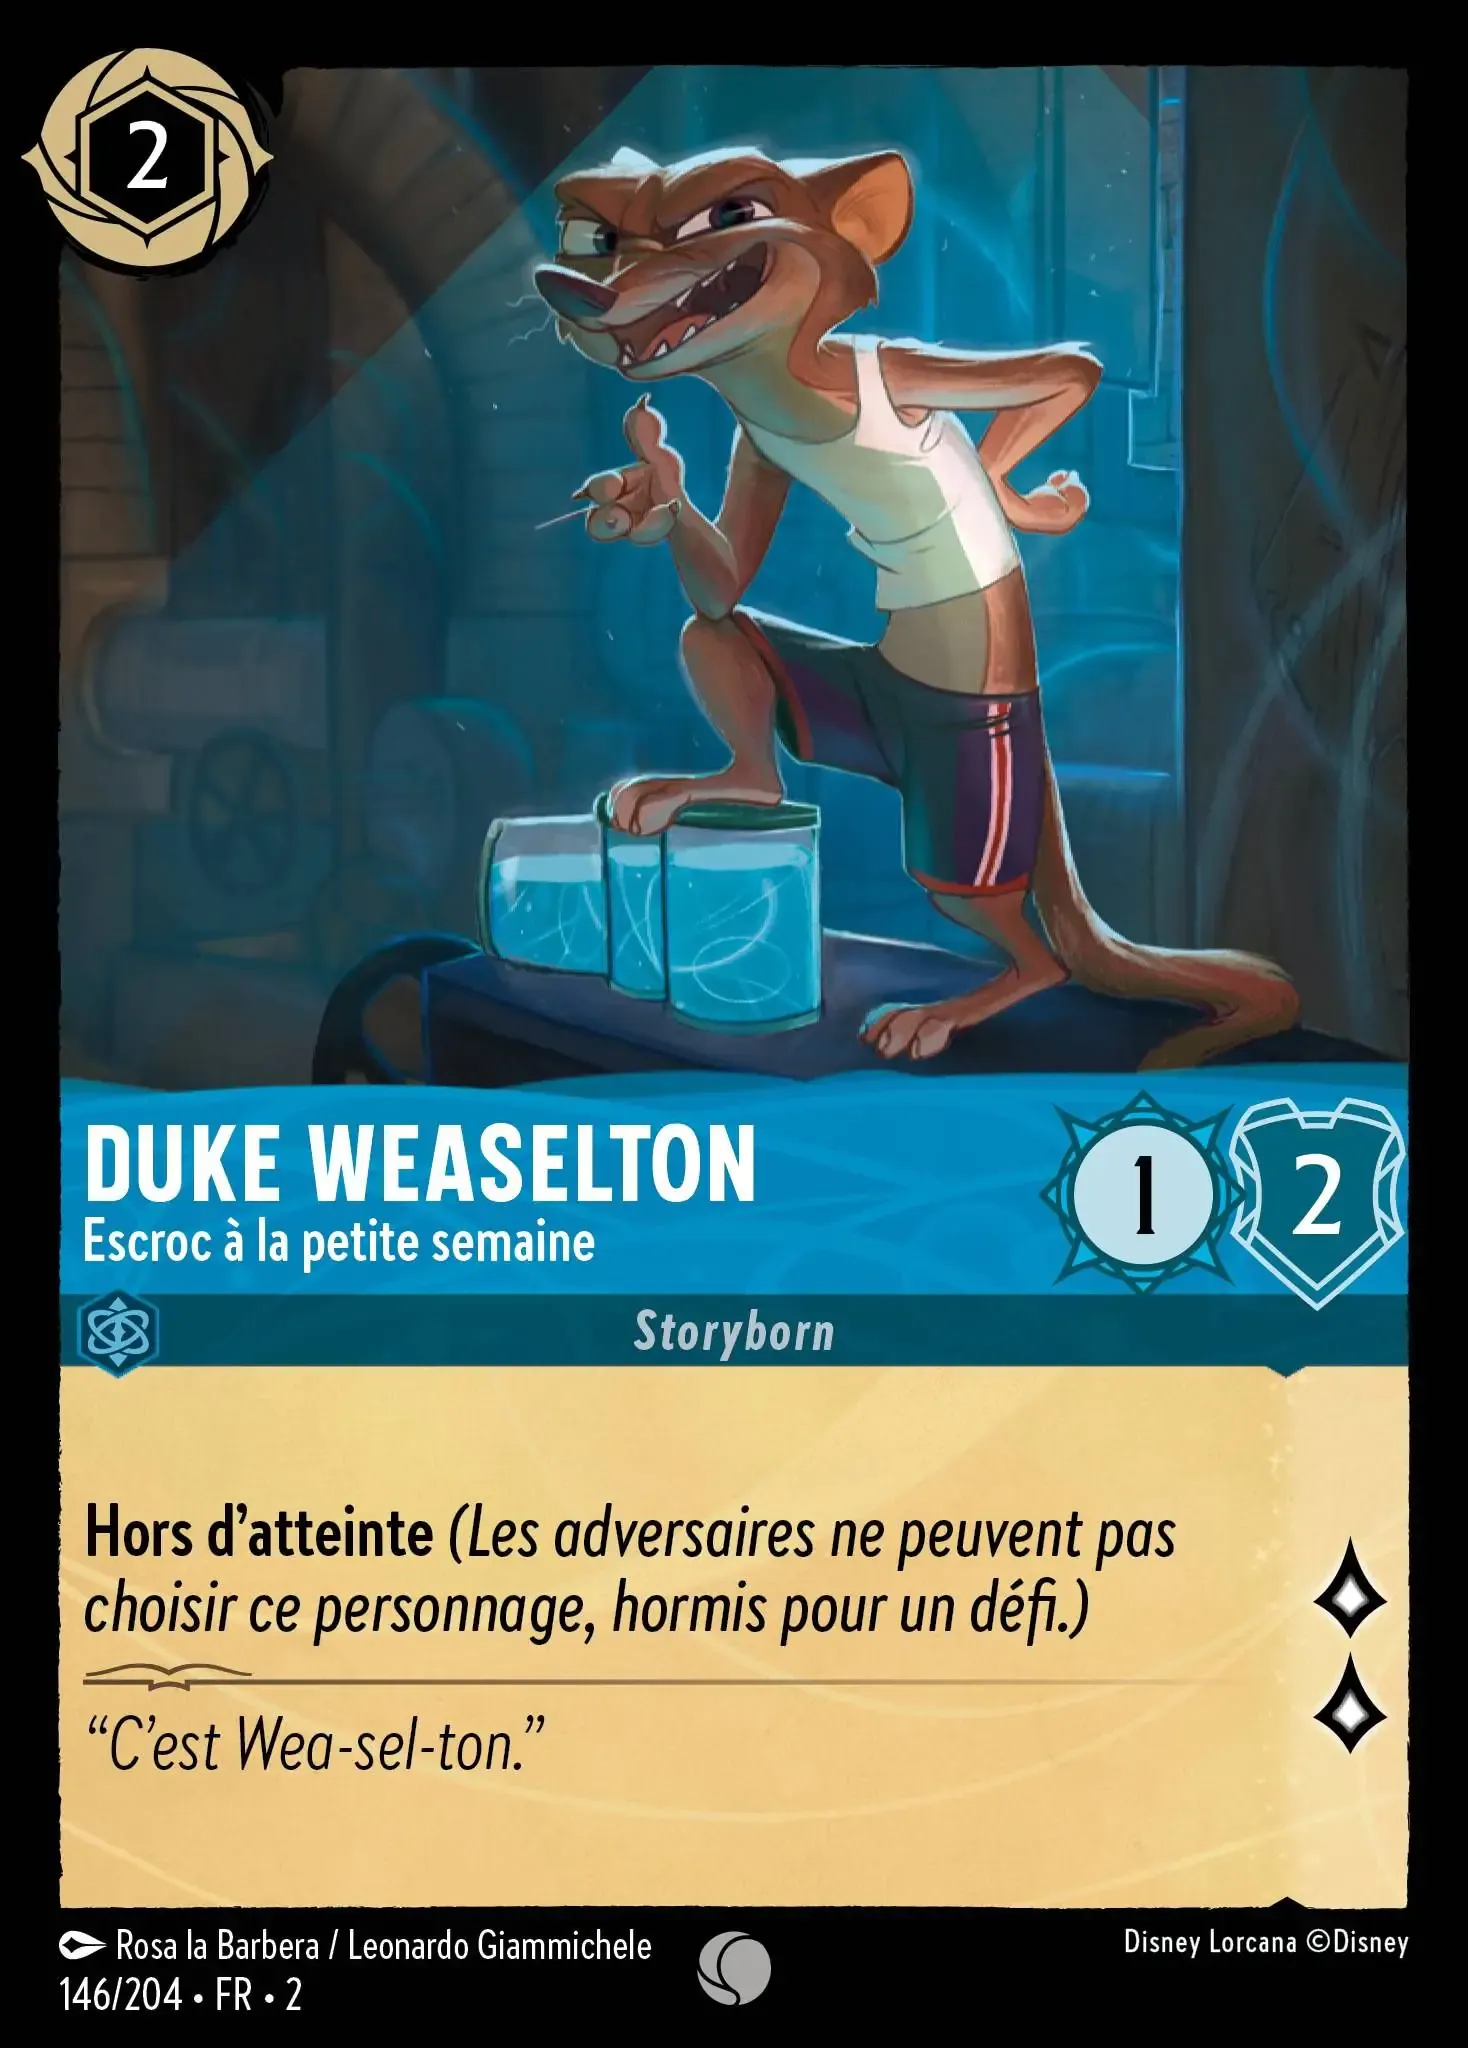 2
DUKE WEASELTON
Escroc à la petite semaine
1
2
Storyborn
Hors d’atteinte (Les adversaires ne peuvent pas
choisir ce personnage, hormis pour un défi.)
“C’est Wea-sel-ton.”
Rosa la Barbera / Leonardo Giammichele
Disney Lorcana ©Disney
146/204 • FR • 2